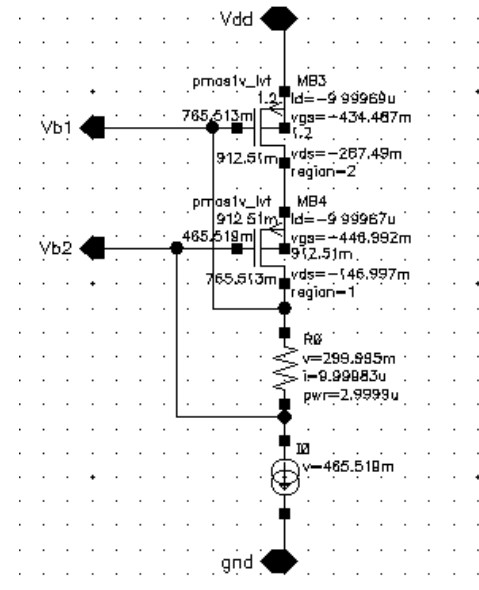 Vdd
pmos1v_lvt MB3
1.2 Id=-9.99969u
765.513m vgs=-434.487m
Vb1
1.2
912.51m vds=-287.49m
region=2
pmos1v_lvt MB4
912.51m Id=-9.99967u
465.519m vgs=-446.992m
Vb2
912.51m
765.513m vds=-146.997m
region=1
R0
v=299.995m
i=9.99983u
pwr=2.9999u
I0
v=465.519m
gnd